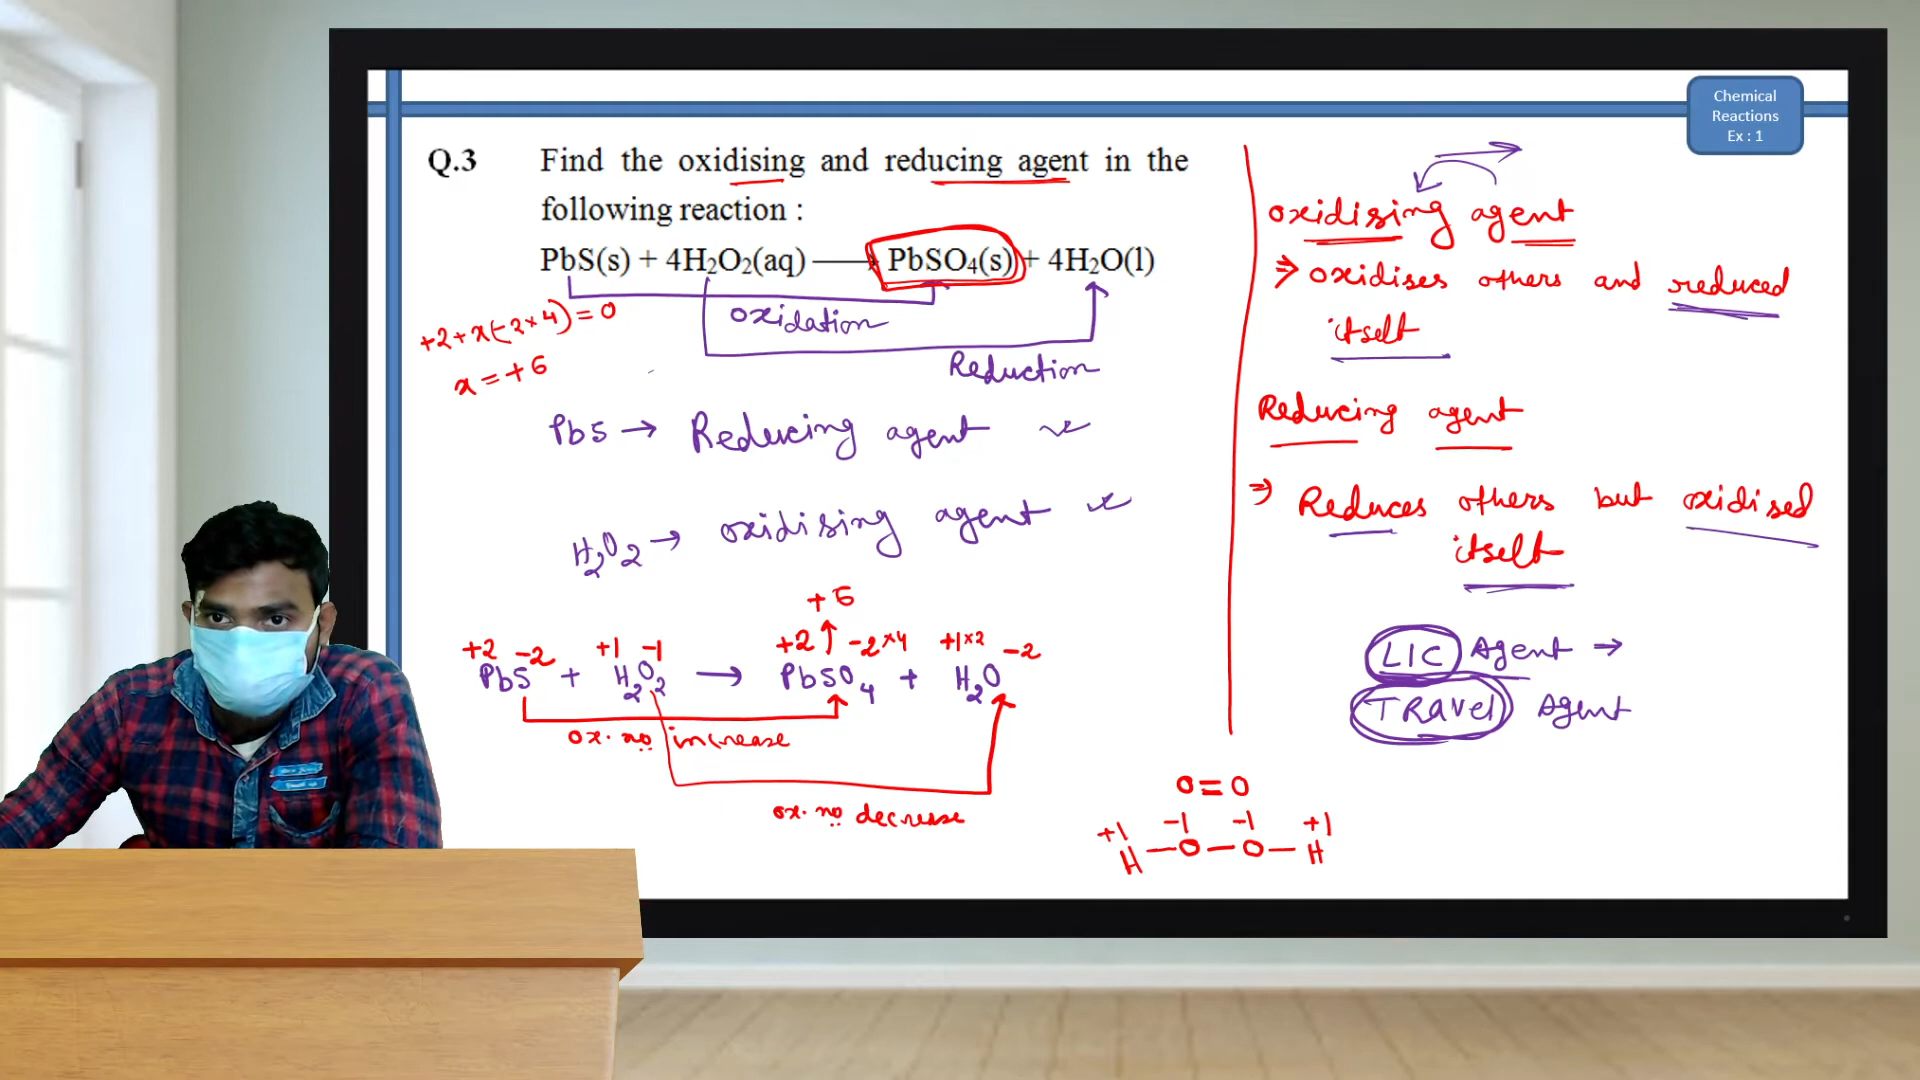 Chemical
Reactions
Ex : 1
Q.3 Find the oxidising and reducing agent in the
following reaction :
PbS(s) + 4H₂O₂(aq) ⟶ PbSO₄(s) + 4H₂O(l)
oxidation
Reduction
+2+x(-2×4)=0
x=+6
PbS → Reducing agent
H₂O₂ → oxidising agent
+6
+2 -2 +1 -1 +2 -2×4 +1×2 -2
PbS + H₂O₂ → PbSO₄ + H₂O
ox. no increase
ox. no decrease
oxidising agent
⇒ oxidises others and reduced
itself
Reducing agent
⇒ Reduces others but oxidised
itself
LIC Agent →
TRAVEL Agent
O=O
+1 -1 -1 +1
H-O-O-H